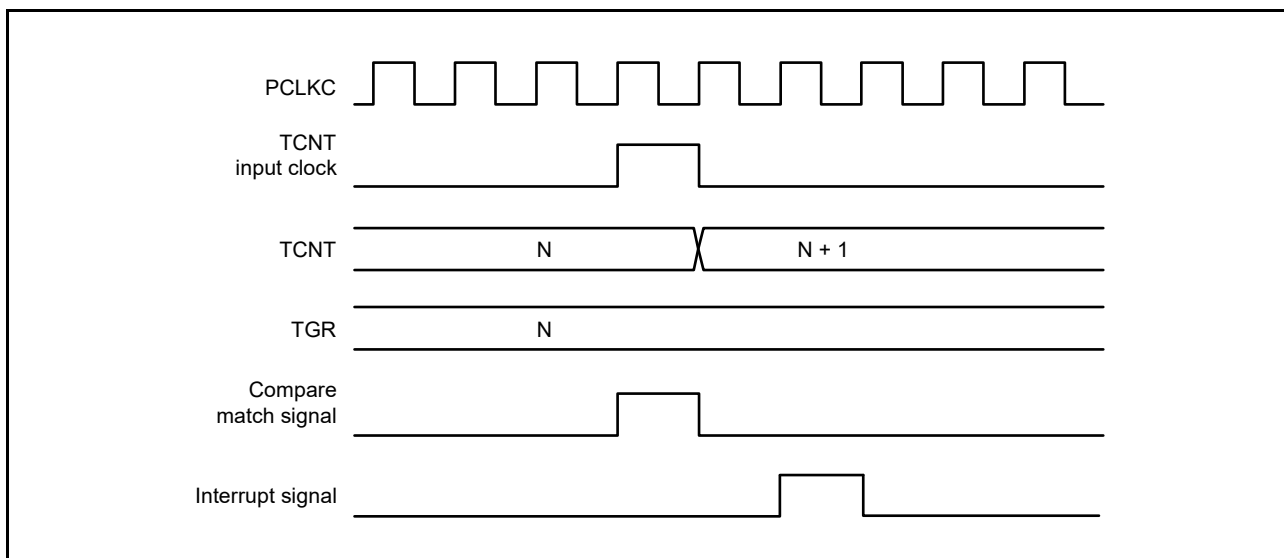 PCLKC
TCNT
input clock
TCNT
N
N + 1
TGR
N
Compare
match signal
Interrupt signal